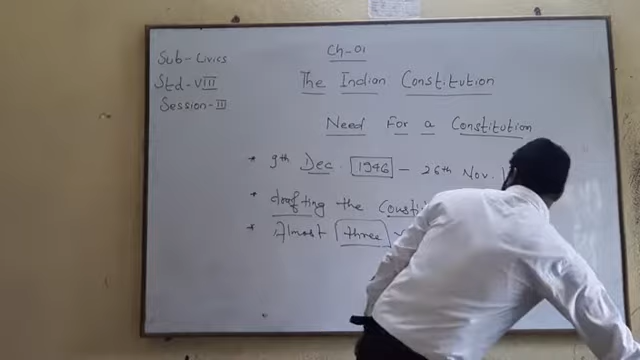 Sub - Civics
Ch-01
Std - VIII
The Indian Constitution
Session - III
Need For a Constitution
* 9th Dec. 1946 - 26th Nov.
* drafting the
* Almost three